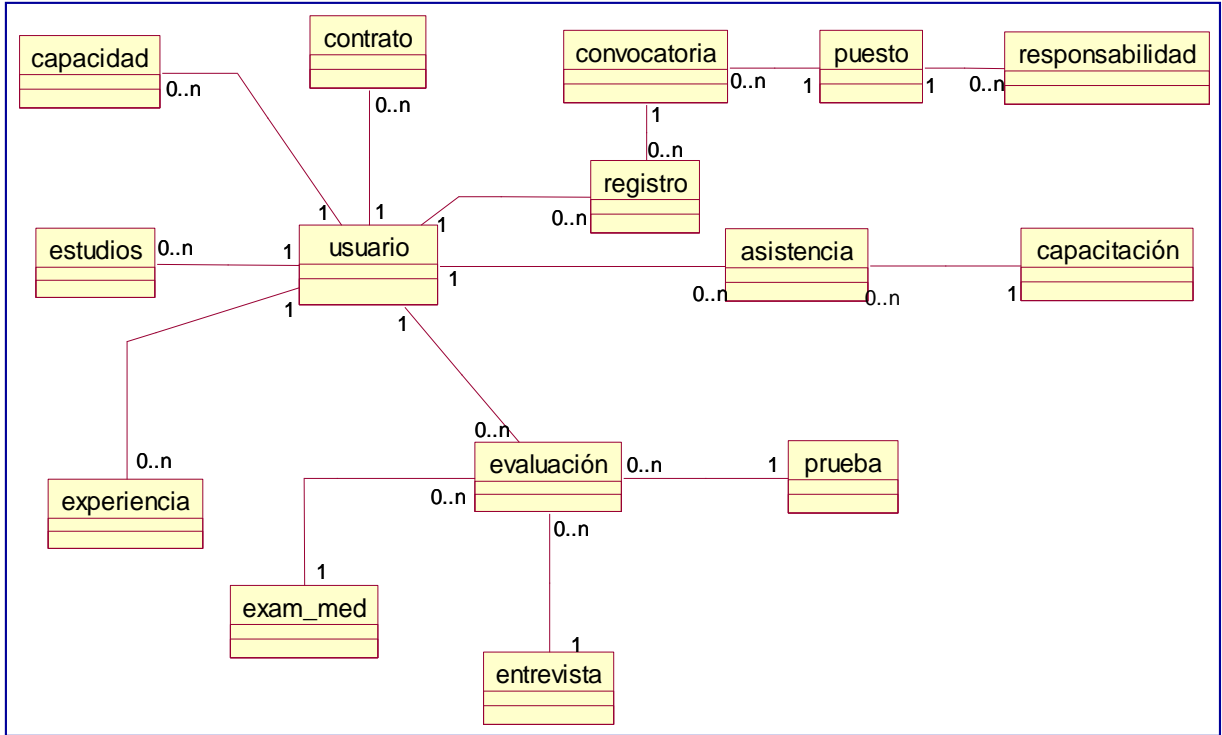 contrato
capacidad
convocatoria
puesto
responsabilidad
0..n
0..n
0..n
1
1
0..n
1
0..n
registro
1
1
1
0..n
usuario
estudios
0..n
1
1
asistencia
capacitación
0..n
0..n
1
1
1
0..n
evaluación
0..n
1
prueba
0..n
experiencia
0..n
0..n
1
exam_med
1
entrevista